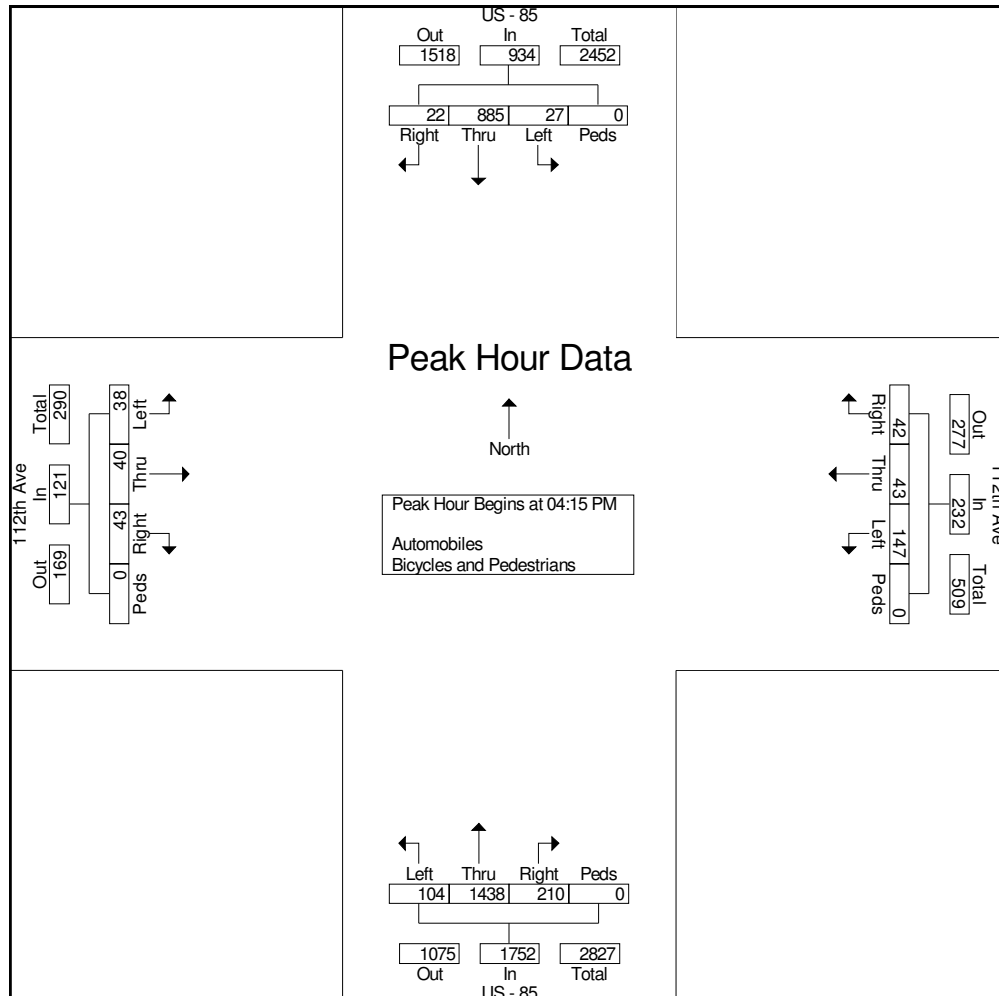 US - 85
Out In Total
1518 934 2452
22 885 27 0
Right Thru Left Peds
Peak Hour Data
North
Peak Hour Begins at 04:15 PM
Automobiles
Bicycles and Pedestrians
112th Ave
Out In Total
169 121 290
Peds Right Thru Left
0 43 40 38
112th Ave
Out In Total
277 232 509
42 43 147 0
Right Thru Left Peds
Left Thru Right Peds
104 1438 210 0
1075 1752 2827
Out In Total
US - 85